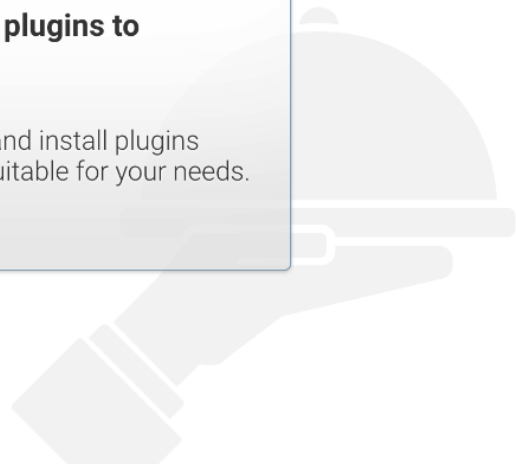 plugins to
and install plugins
uitable for your needs.